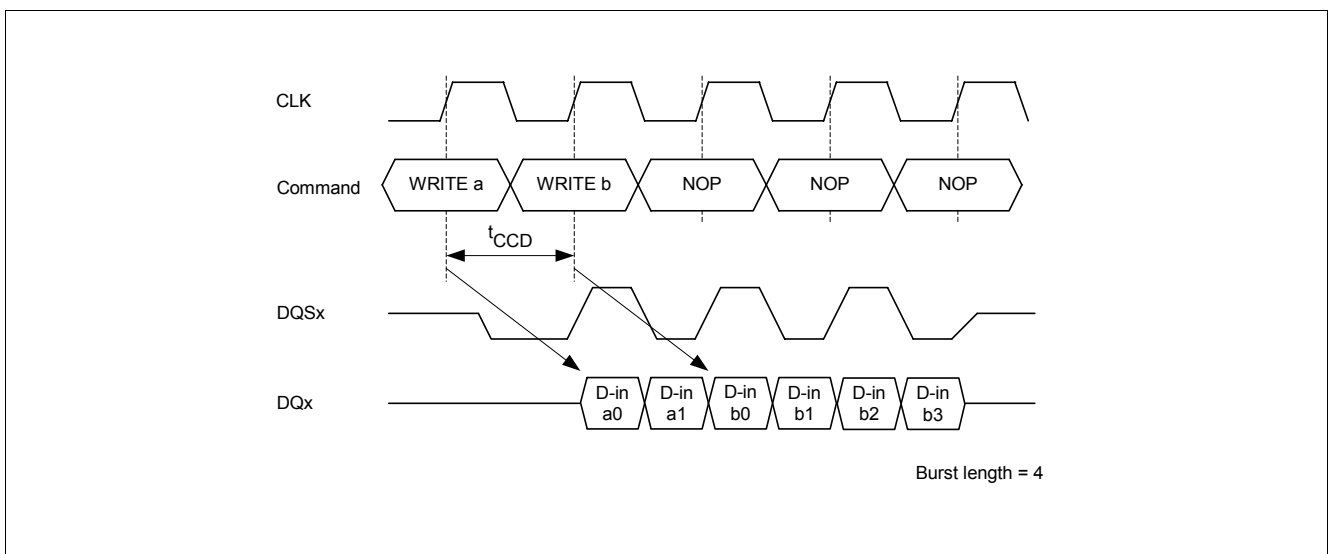 CLK
Command WRITE a WRITE b NOP NOP NOP
tCCD
DQSx
DQx D-in a0 D-in a1 D-in b0 D-in b1 D-in b2 D-in b3
Burst length = 4